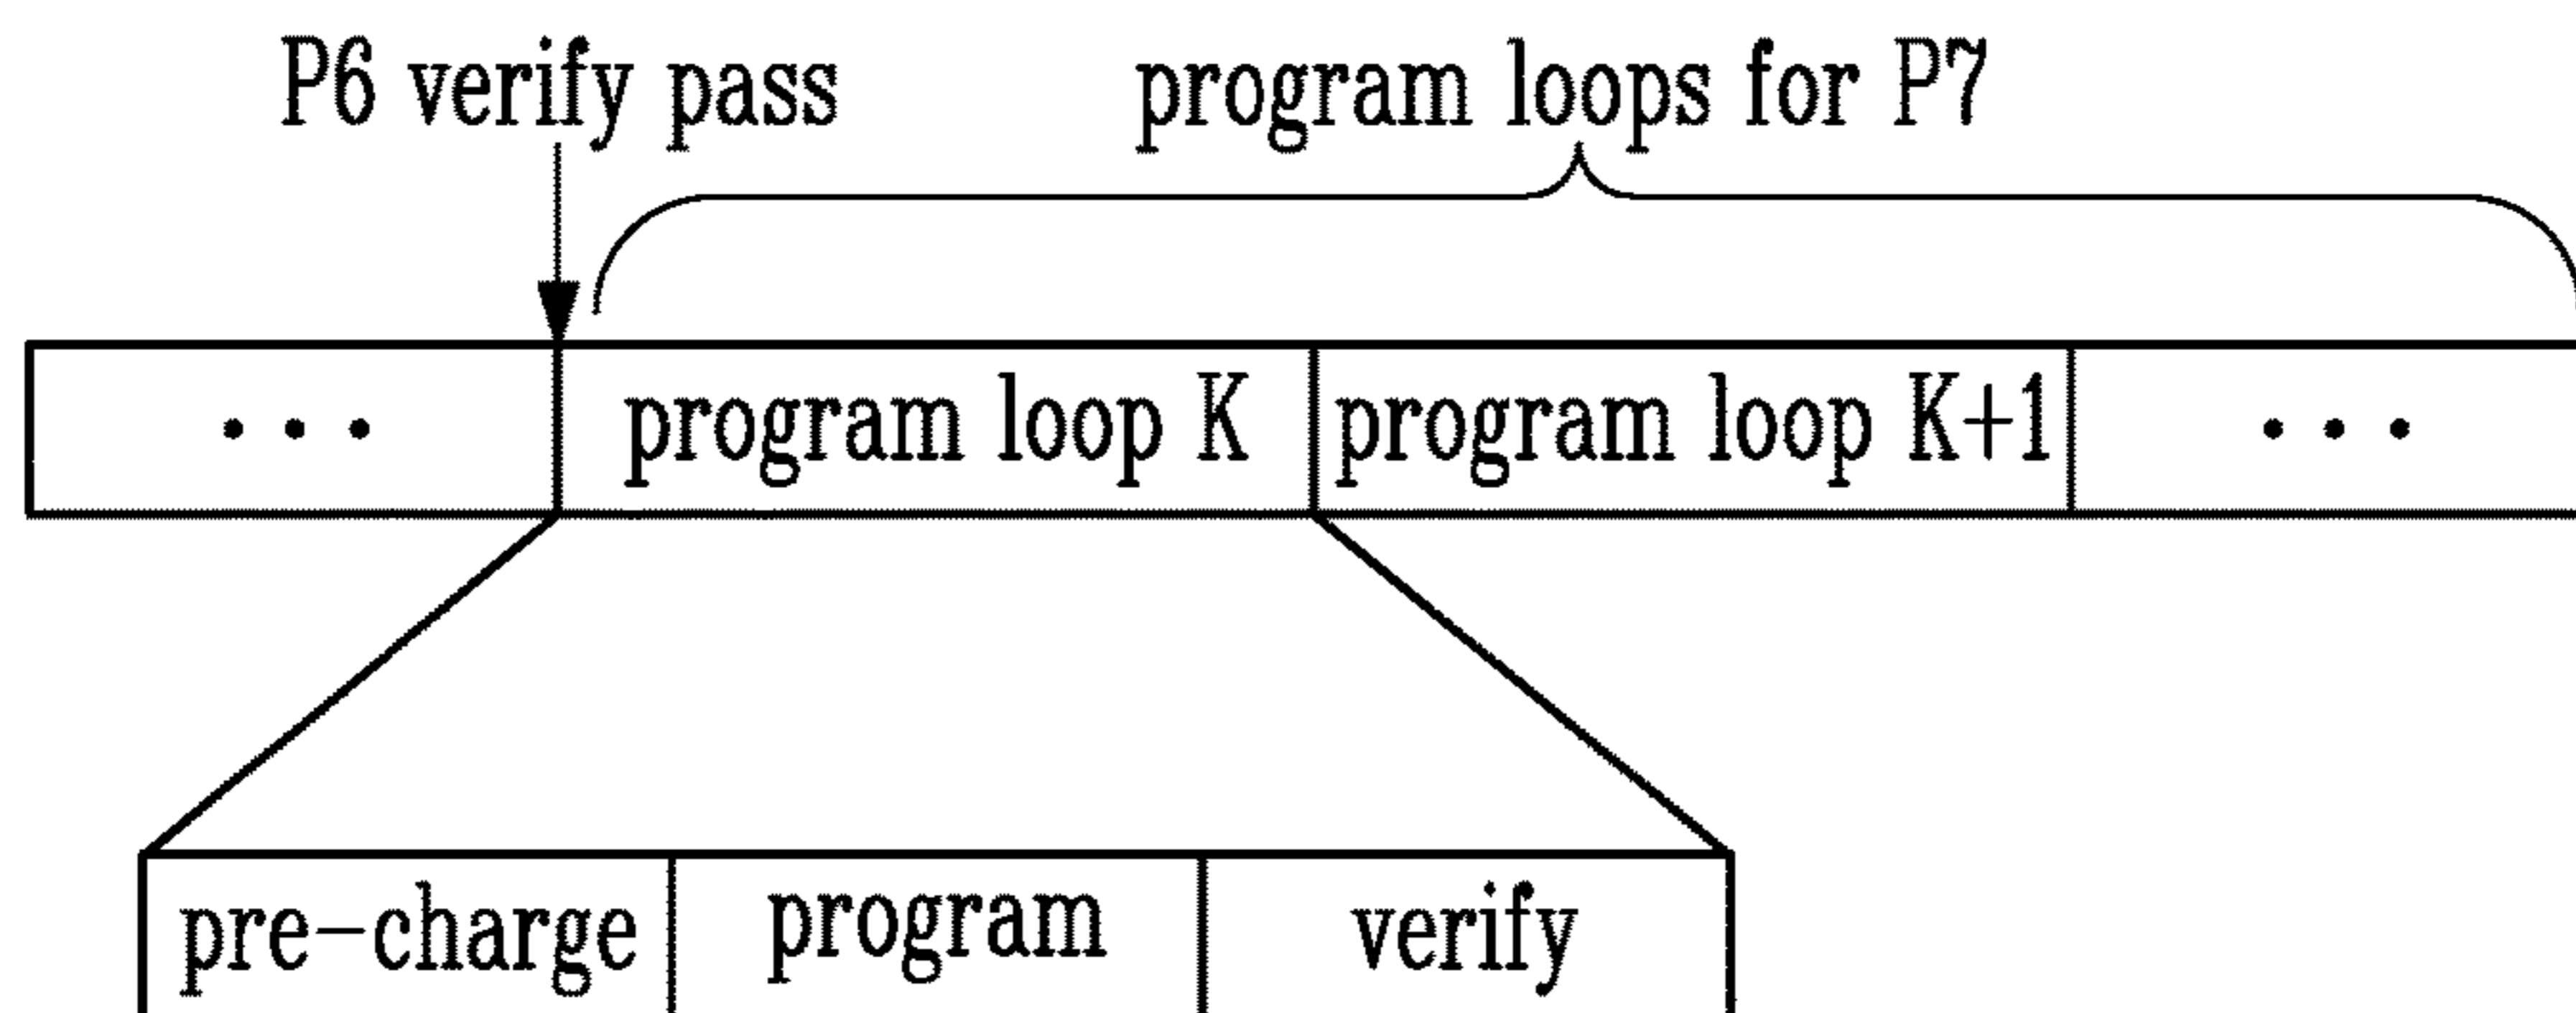 P6 verify pass program loops for P7
• • • program loop K program loop K+1 • • •
pre-charge program verify